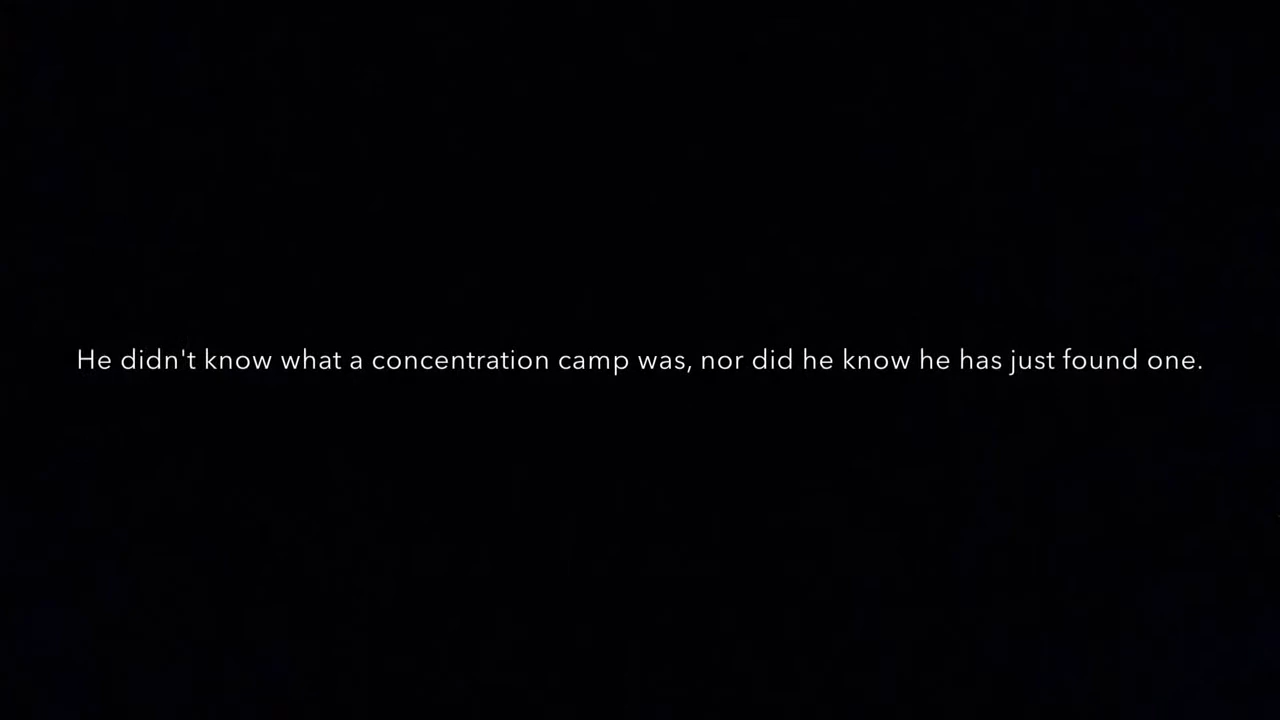 He didn't know what a concentration camp was, nor did he know he has just found one.